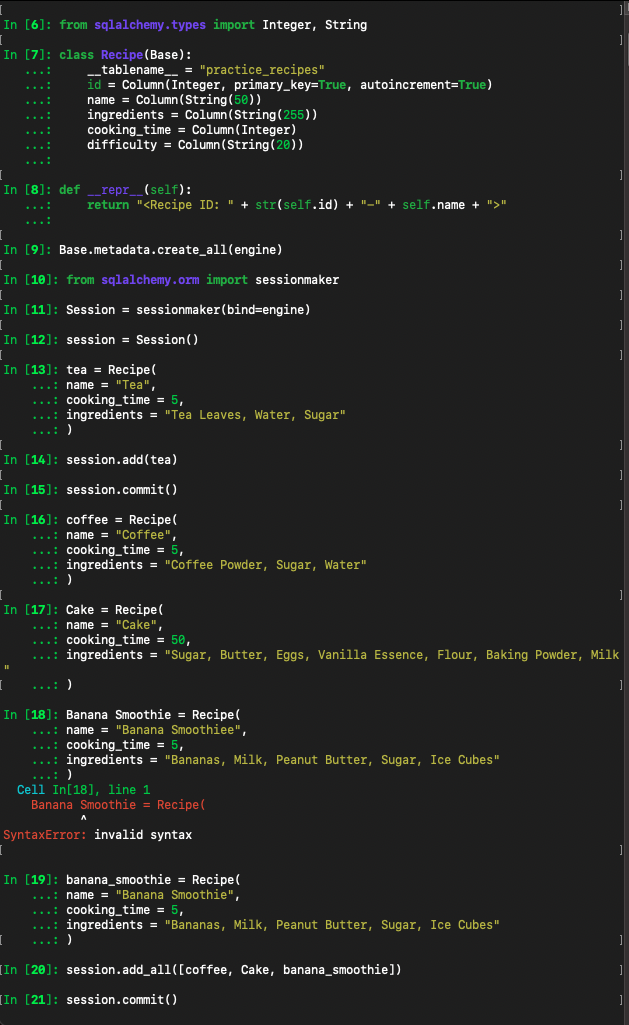 In [6]: from sqlalchemy.types import Integer, String
In [7]: class Recipe(Base):
   ...:     __tablename__ = "practice_recipes"
   ...:     id = Column(Integer, primary_key=True, autoincrement=True)
   ...:     name = Column(String(50))
   ...:     ingredients = Column(String(255))
   ...:     cooking_time = Column(Integer)
   ...:     difficulty = Column(String(20))
   ...:
In [8]: def __repr__(self):
   ...:     return "<Recipe ID: " + str(self.id) + "-" + self.name + ">"
   ...:
In [9]: Base.metadata.create_all(engine)
In [10]: from sqlalchemy.orm import sessionmaker
In [11]: Session = sessionmaker(bind=engine)
In [12]: session = Session()
In [13]: tea = Recipe(
    ...: name = "Tea",
    ...: cooking_time = 5,
    ...: ingredients = "Tea Leaves, Water, Sugar"
    ...: )
In [14]: session.add(tea)
In [15]: session.commit()
In [16]: coffee = Recipe(
    ...: name = "Coffee",
    ...: cooking_time = 5,
    ...: ingredients = "Coffee Powder, Sugar, Water"
    ...: )
In [17]: Cake = Recipe(
    ...: name = "Cake",
    ...: cooking_time = 50,
    ...: ingredients = "Sugar, Butter, Eggs, Vanilla Essence, Flour, Baking Powder, Milk
"
[    ...: )                                                                             ]
In [18]: Banana Smoothie = Recipe(
    ...: name = "Banana Smoothiee",
    ...: cooking_time = 5,
    ...: ingredients = "Bananas, Milk, Peanut Butter, Sugar, Ice Cubes"
    ...: )
  Cell In[18], line 1
    Banana Smoothie = Recipe(
           ^
SyntaxError: invalid syntax
In [19]: banana_smoothie = Recipe(
    ...: name = "Banana Smoothie",
    ...: cooking_time = 5,
    ...: ingredients = "Bananas, Milk, Peanut Butter, Sugar, Ice Cubes"
[    ...: )                                                                             ]
[In [20]: session.add_all([coffee, Cake, banana_smoothie])                               ]
[In [21]: session.commit()                                                               ]